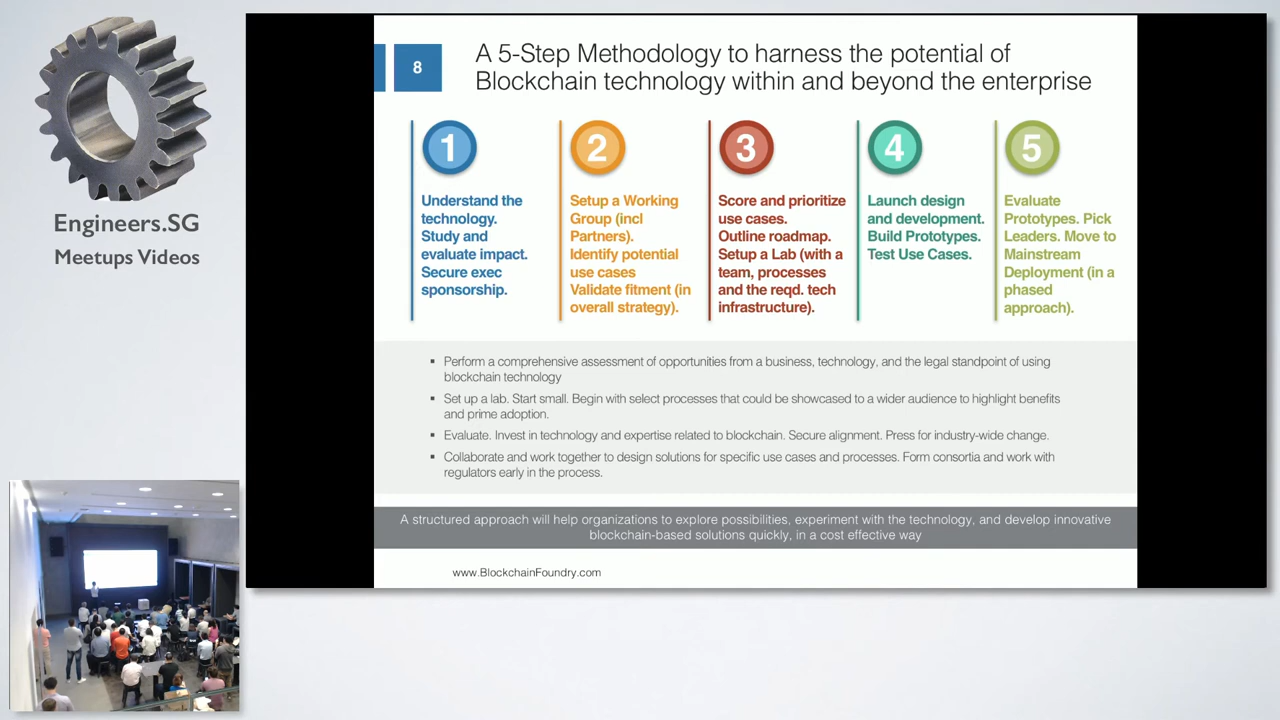 Engineers.SG
Meetups Videos
8
A 5-Step Methodology to harness the potential of
Blockchain technology within and beyond the enterprise
1
Understand the
technology.
Study and
evaluate impact.
Secure exec
sponsorship.
2
Setup a Working
Group (incl
Partners).
Identify potential
use cases
Validate fitment (in
overall strategy).
3
Score and prioritize
use cases.
Outline roadmap.
Setup a Lab (with a
team, processes
and the reqd. tech
infrastructure).
4
Launch design
and development.
Build Prototypes.
Test Use Cases.
5
Evaluate
Prototypes. Pick
Leaders. Move to
Mainstream
Deployment (in a
phased
approach).
▪ Perform a comprehensive assessment of opportunities from a business, technology, and the legal standpoint of using
blockchain technology
▪ Set up a lab. Start small. Begin with select processes that could be showcased to a wider audience to highlight benefits
and prime adoption.
▪ Evaluate. Invest in technology and expertise related to blockchain. Secure alignment. Press for industry-wide change.
▪ Collaborate and work together to design solutions for specific use cases and processes. Form consortia and work with
regulators early in the process.
A structured approach will help organizations to explore possibilities, experiment with the technology, and develop innovative
blockchain-based solutions quickly, in a cost effective way
www.BlockchainFoundry.com